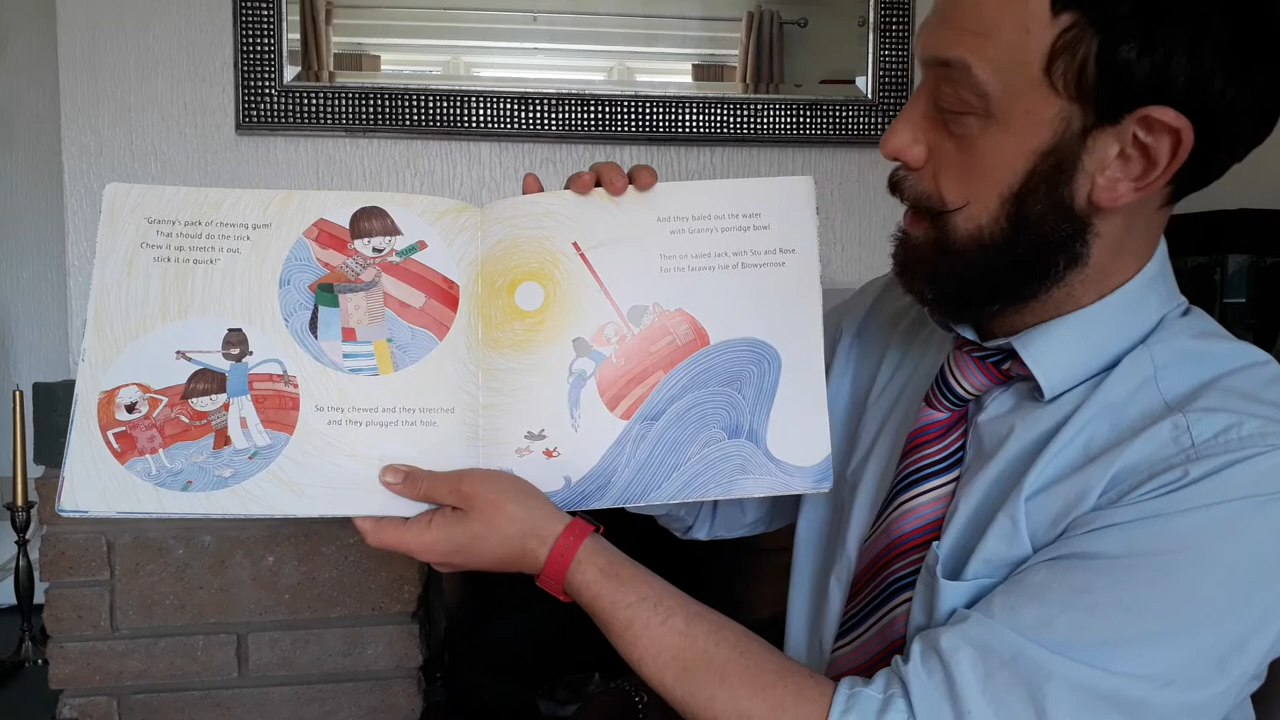 "Granny's pack of chewing gum!
That should do the trick.
Chew it up, stretch it out,
stick it in quick!"
GUM
So they chewed and they stretched
and they plugged that hole.
And they baled out the water
with Granny's porridge bowl.
Then on sailed Jack, with Stu and Rose,
For the faraway isle of Blowyernose.